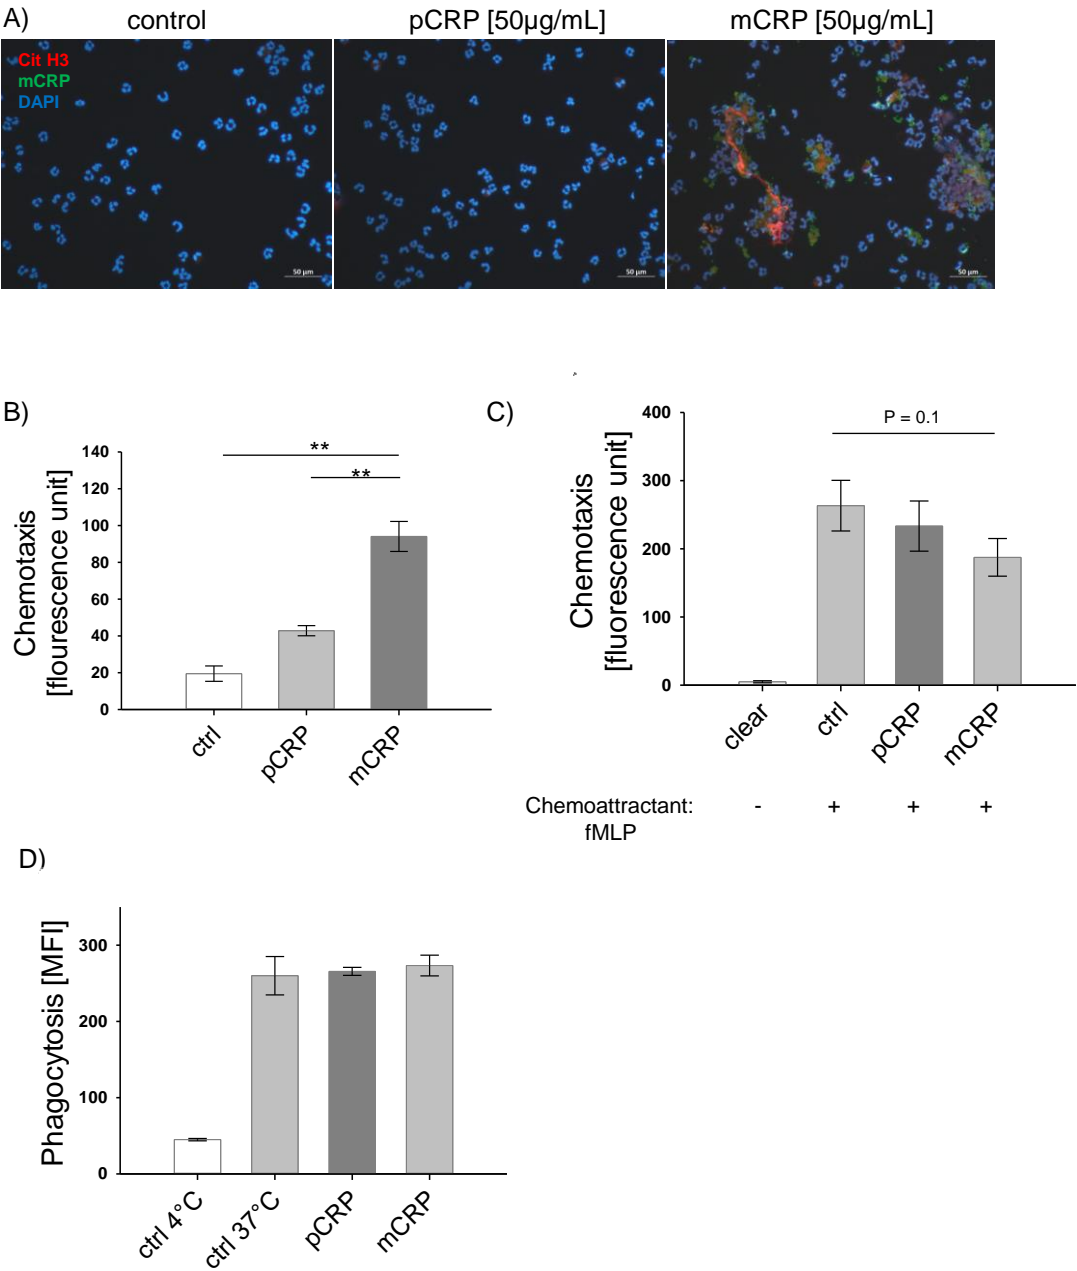 A)
control
pCRP [50µg/mL]
mCRP [50µg/mL]
Cit H3
mCRP
DAPI
50 µm
50 µm
50 µm
B)
Chemotaxis
[flourescence unit]
140
120
100
80
60
40
20
0
**
**
ctrl
pCRP
mCRP
C)
Chemotaxis
[fluorescence unit]
400
300
200
100
0
P = 0.1
clear
ctrl
pCRP
mCRP
Chemoattractant:
fMLP
- + + +
D)
Phagocytosis [MFI]
300
200
100
0
ctrl 4°C
ctrl 37°C
pCRP
mCRP